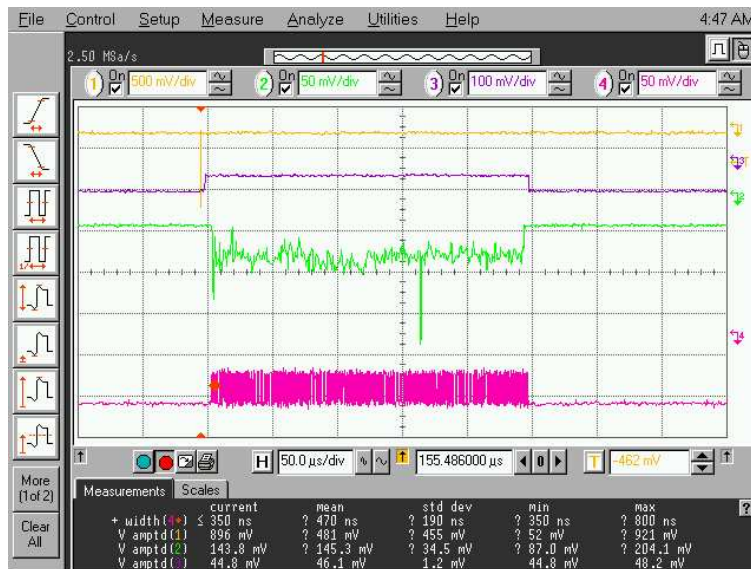 File Control Setup Measure Analyze Utilities Help 4:47 AM
2.50 MSa/s
1 On 500 mV/div 2 On 50 mV/div 3 On 100 mV/div 4 On 50 mV/div
H 50.0 µs/div 155.486000 µs 0 T -462 mV
More
(1of 2)
Clear
All
Measurements Scales
?
current mean std dev min max
+ width(4) ≤ 350 ns ? 470 ns ? 190 ns ? 350 ns ? 800 ns
V amptd(1) 896 mV ? 481 mV ? 455 mV ? 52 mV ? 921 mV
V amptd(2) 143.8 mV ? 145.3 mV ? 34.5 mV ? 87.0 mV ? 204.1 mV
V amptd(3) 44.8 mV 46.1 mV 1.2 mV 44.8 mV 48.2 mV